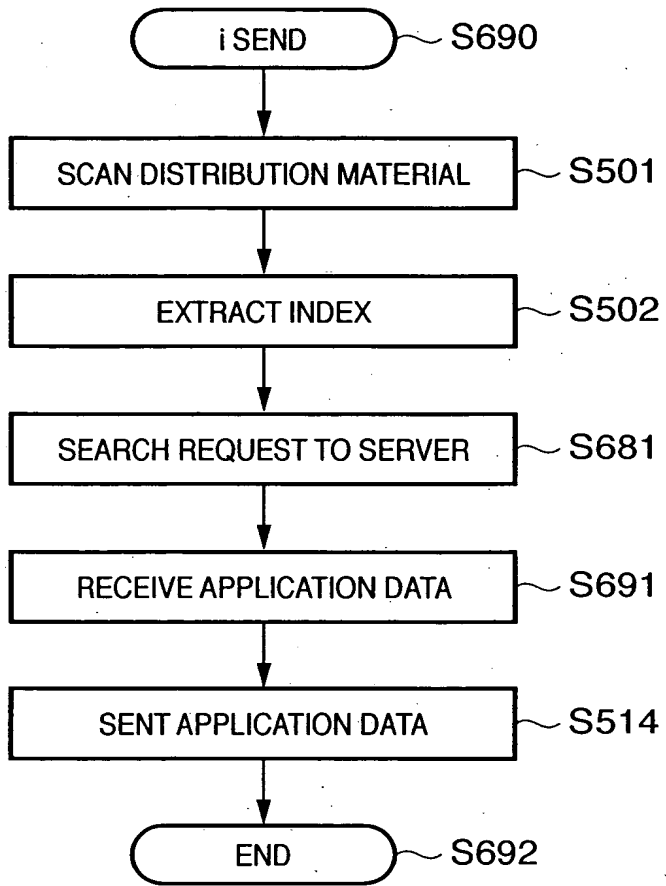 i SEND
S690
SCAN DISTRIBUTION MATERIAL
S501
EXTRACT INDEX
S502
SEARCH REQUEST TO SERVER
S681
RECEIVE APPLICATION DATA
S691
SENT APPLICATION DATA
S514
END
S692